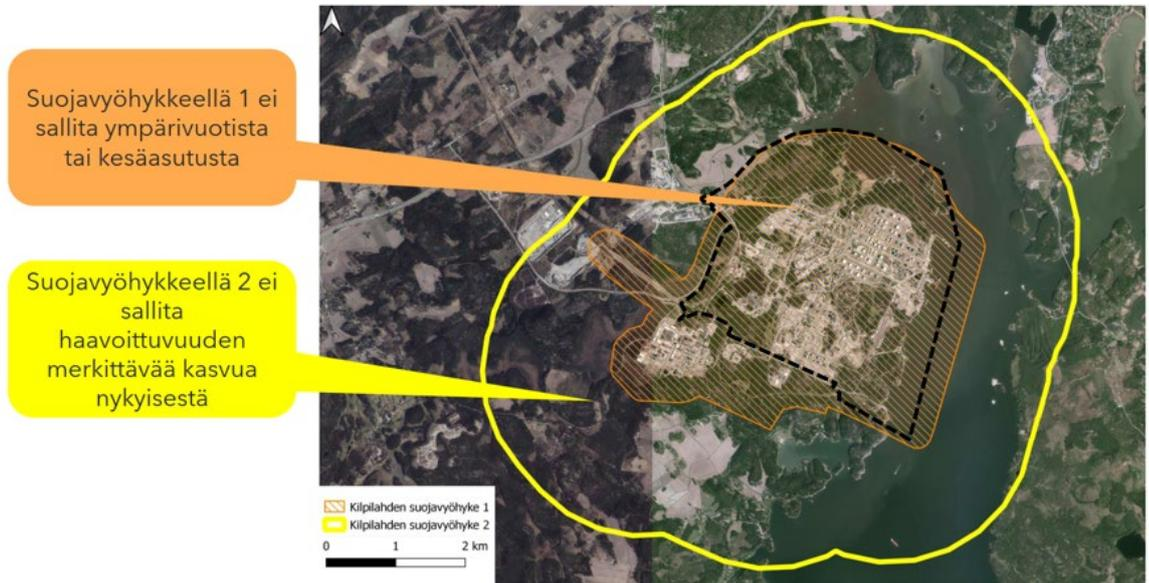 Suojavyöhykkeellä 1 ei
sallita ympärivuotista
tai kesäasutusta
Suojavyöhykkeellä 2 ei
sallita
haavoittuvuuden
merkittävää kasvua
nykyisestä
Kilpilahden suojavyöhyke 1
Kilpilahden suojavyöhyke 2
0 1 2 km